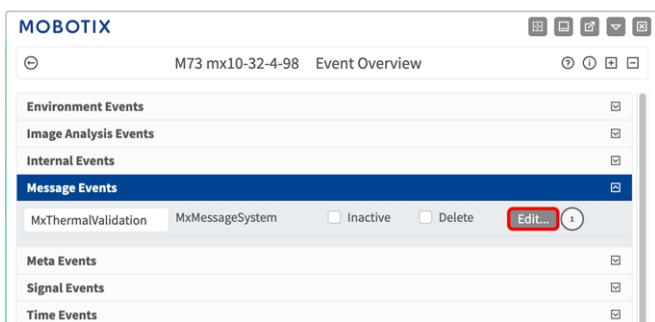 MOBOTIX
M73 mx10-32-4-98 Event Overview
Environment Events
Image Analysis Events
Internal Events
Message Events
MxThermalValidation MxMessageSystem Inactive Delete Edit... 1
Meta Events
Signal Events
Time Events